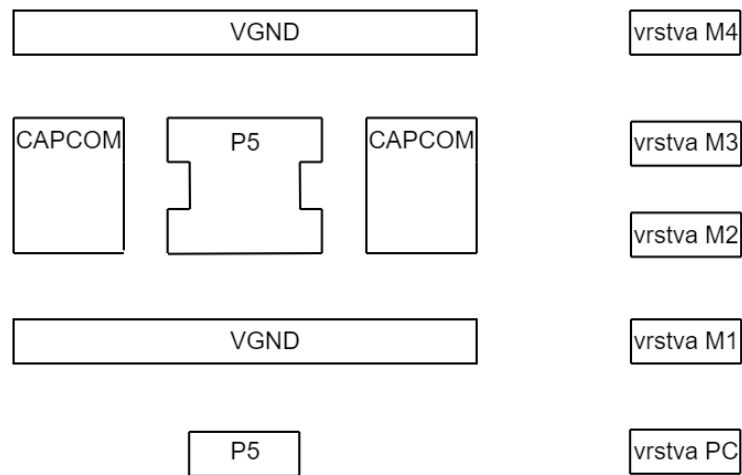 VGND
vrstva M4
CAPCOM
P5
CAPCOM
vrstva M3
vrstva M2
VGND
vrstva M1
P5
vrstva PC